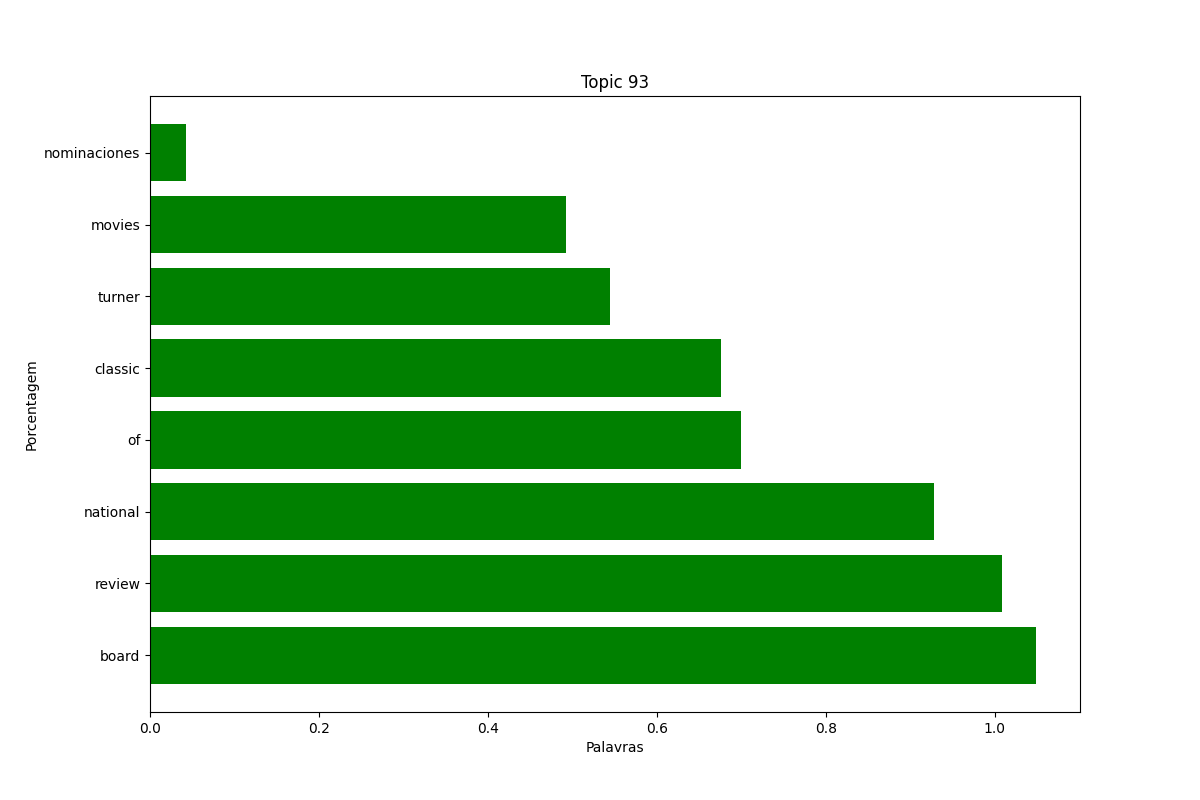 Topic 93
nominaciones
movies
turner
classic
of
national
review
board
Porcentagem
0.0 0.2 0.4 0.6 0.8 1.0
Palavras